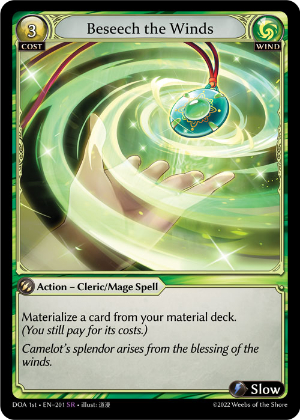 3
COST
Beseech the Winds
WIND
Action – Cleric/Mage Spell
Materialize a card from your material deck.
(You still pay for its costs.)
Camelot's splendor arises from the blessing of the
winds.
Slow
DOA 1st • EN-201 SR • illust:
©2022 Weebs of the Shore